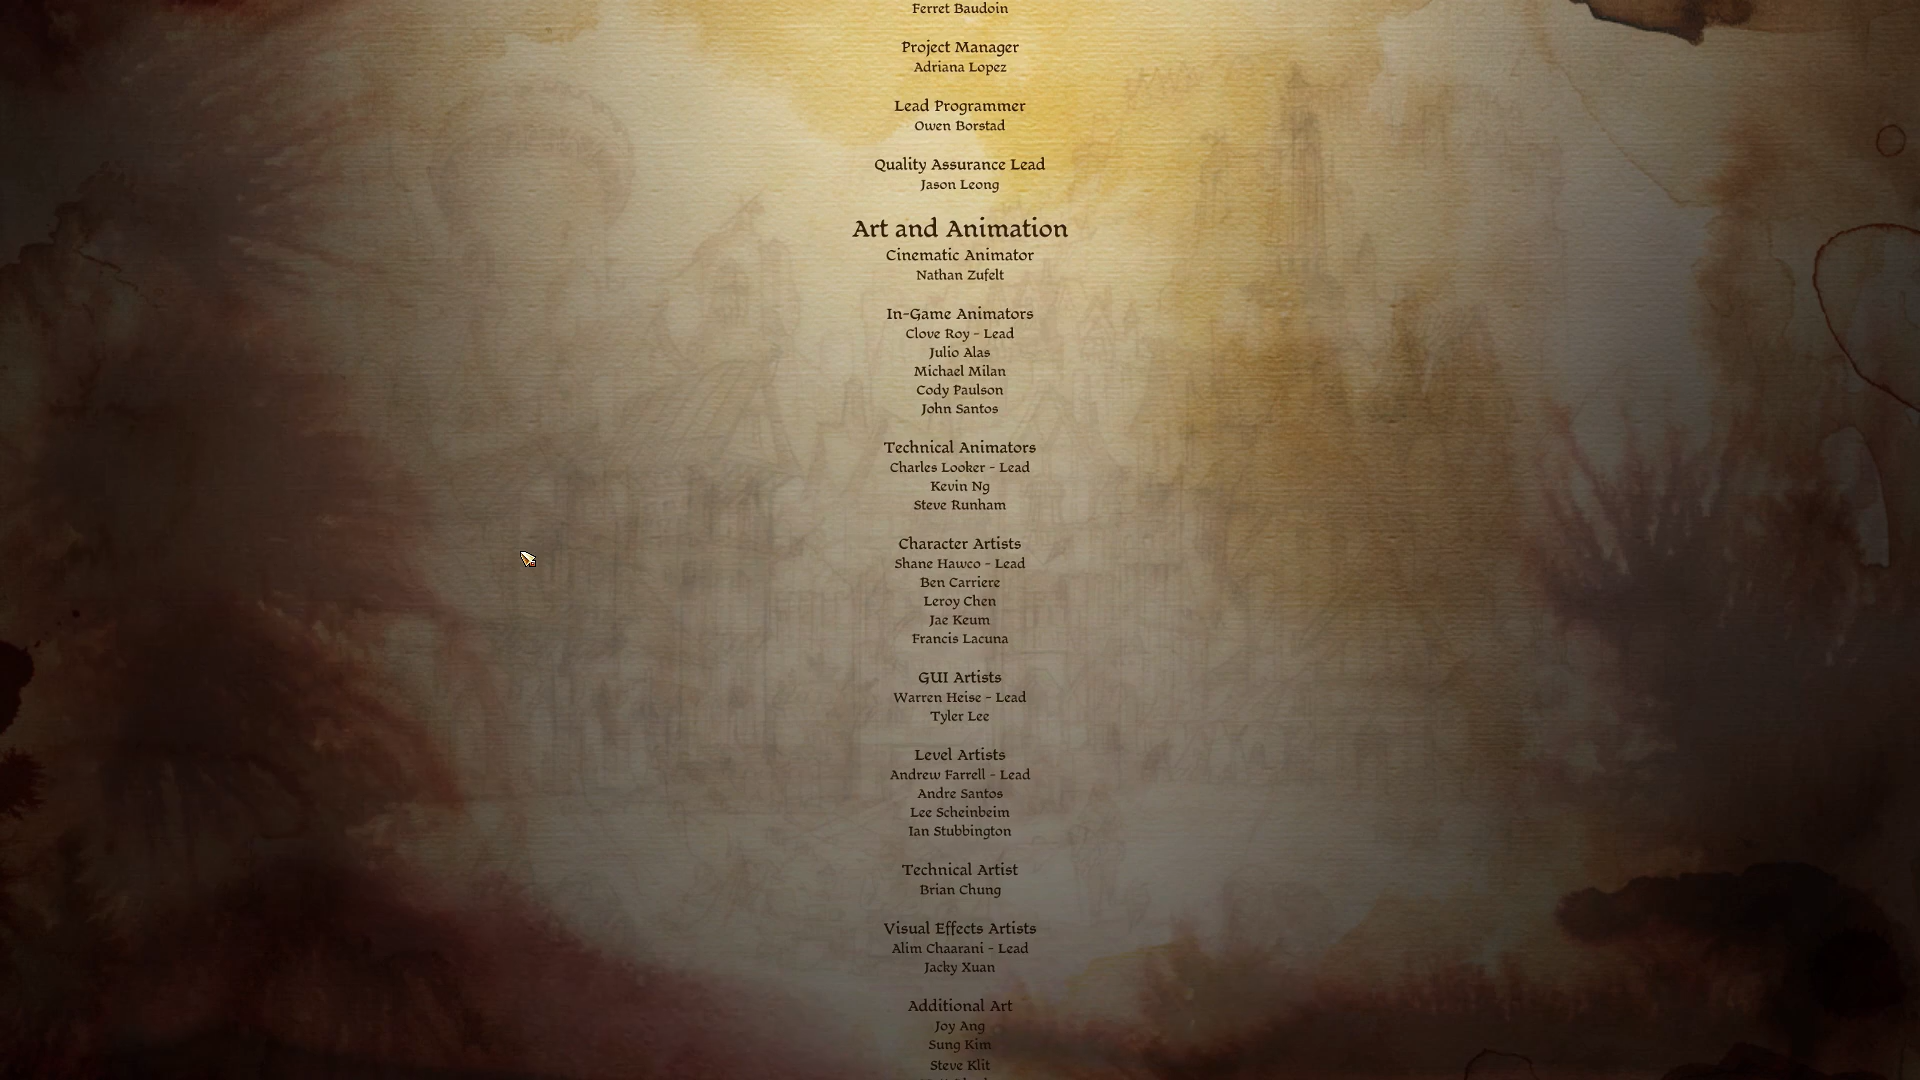 Ferret Baudoin
Project Manager
Adriana Lopez
Lead Programmer
Owen Borstad
Quality Assurance Lead
Jason Leong
Art and Animation
Cinematic Animator
Nathan Zufelt
In-Game Animators
Clove Roy - Lead
Julio Alas
Michael Milan
Cody Paulson
John Santos
Technical Animators
Charles Looker - Lead
Kevin Ng
Steve Runham
Character Artists
Shane Hawco - Lead
Ben Carriere
Leroy Chen
Jae Keum
Francis Lacuna
GUI Artists
Warren Heise - Lead
Tyler Lee
Level Artists
Andrew Farrell - Lead
Andre Santos
Lee Scheinbeim
Ian Stubbington
Technical Artist
Brian Chung
Visual Effects Artists
Alim Chaarani - Lead
Jacky Xuan
Additional Art
Joy Ang
Sung Kim
Steve Klit